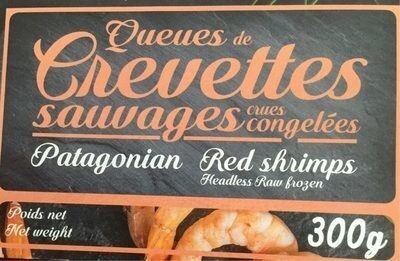 Queues de
Crevettes
sauvages crues congelées
Patagonian Red shrimps
Headless Raw frozen
Poids net
Net weight 300g